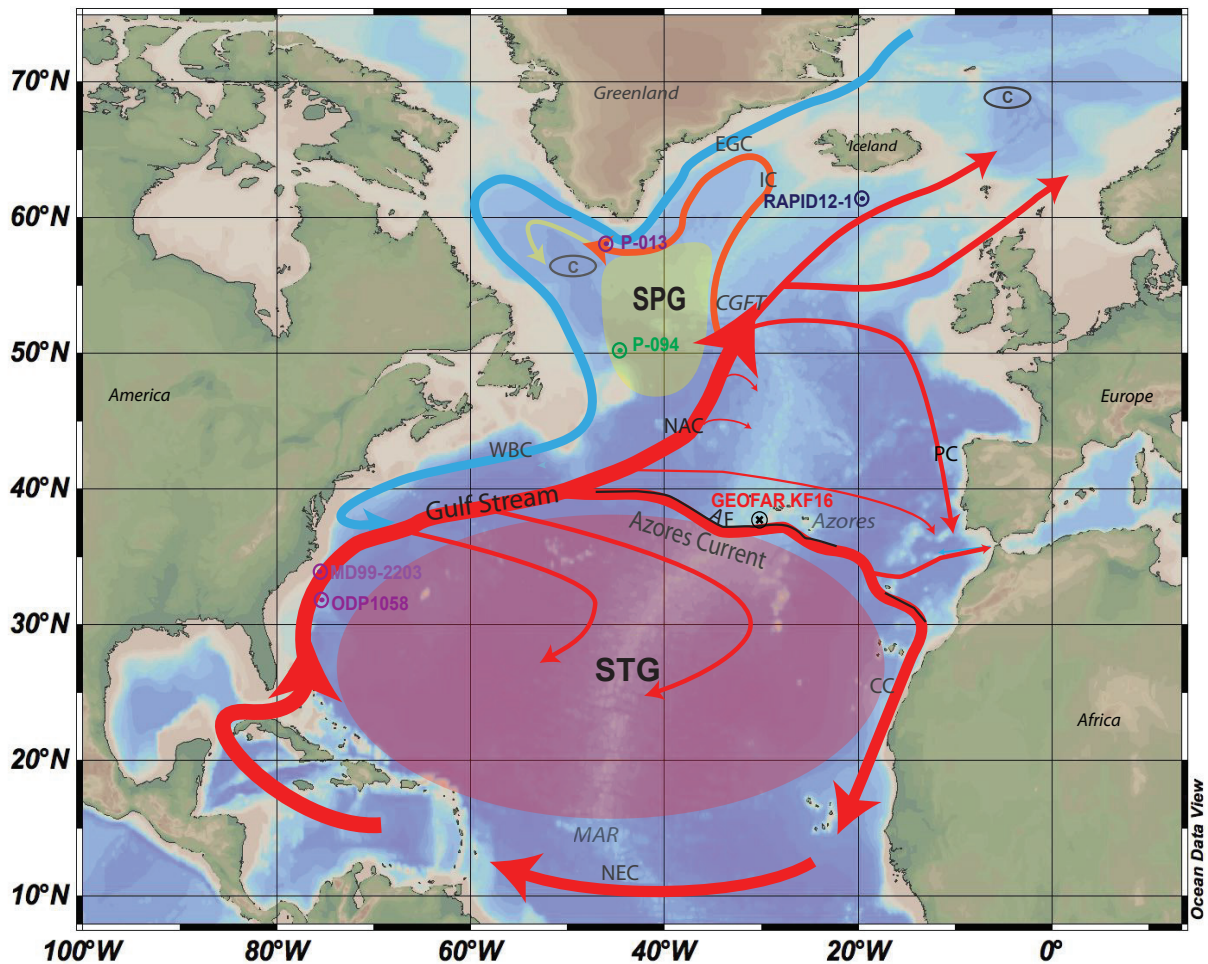 70°N
60°N
50°N
40°N
30°N
20°N
10°N
100°W
80°W
60°W
40°W
20°W
0°
Greenland
Iceland
C
EGC
IC
RAPID12-1
P-013
C
SPG
CGFT
P-094
America
Europe
NAC
WBC
PC
Gulf Stream
GEOFAR KF16
AF
Azores
Azores Current
MD99-2203
ODP1058
STG
CC
Africa
MAR
NEC
Ocean Data View